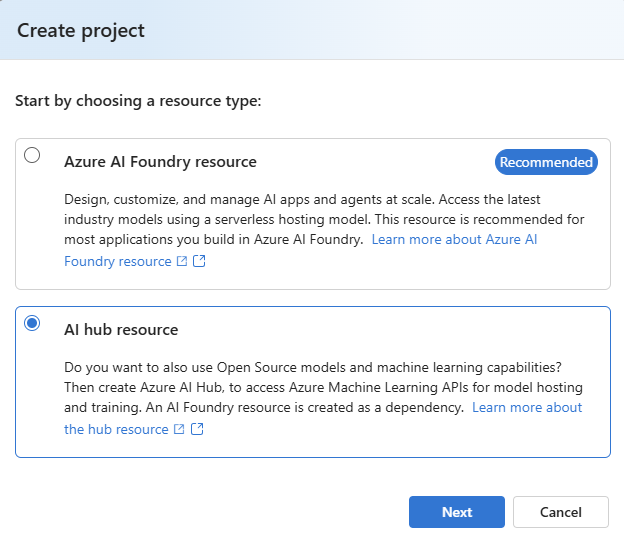 Create project
Start by choosing a resource type:
Azure AI Foundry resource
Recommended
Design, customize, and manage AI apps and agents at scale. Access the latest
industry models using a serverless hosting model. This resource is recommended for
most applications you build in Azure AI Foundry. Learn more about Azure AI
Foundry resource
AI hub resource
Do you want to also use Open Source models and machine learning capabilities?
Then create Azure AI Hub, to access Azure Machine Learning APIs for model hosting
and training. An AI Foundry resource is created as a dependency. Learn more about
the hub resource
Next
Cancel